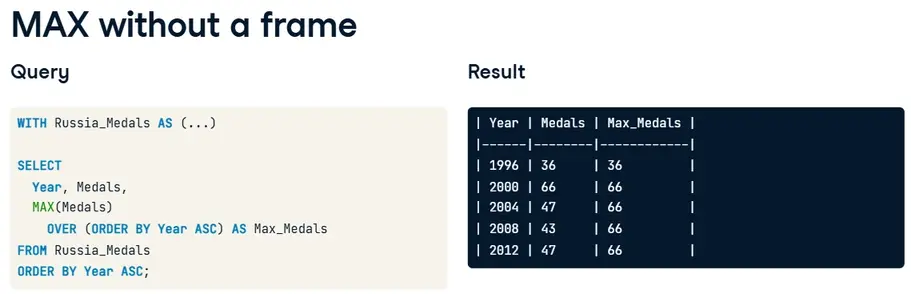 MAX without a frame
Query
WITH Russia_Medals AS (...)
SELECT
Year, Medals,
MAX(Medals)
OVER (ORDER BY Year ASC) AS Max_Medals
FROM Russia_Medals
ORDER BY Year ASC;
Result
| Year | Medals | Max_Medals |
|------|--------|------------|
| 1996 | 36     | 36         |
| 2000 | 66     | 66         |
| 2004 | 47     | 66         |
| 2008 | 43     | 66         |
| 2012 | 47     | 66         |